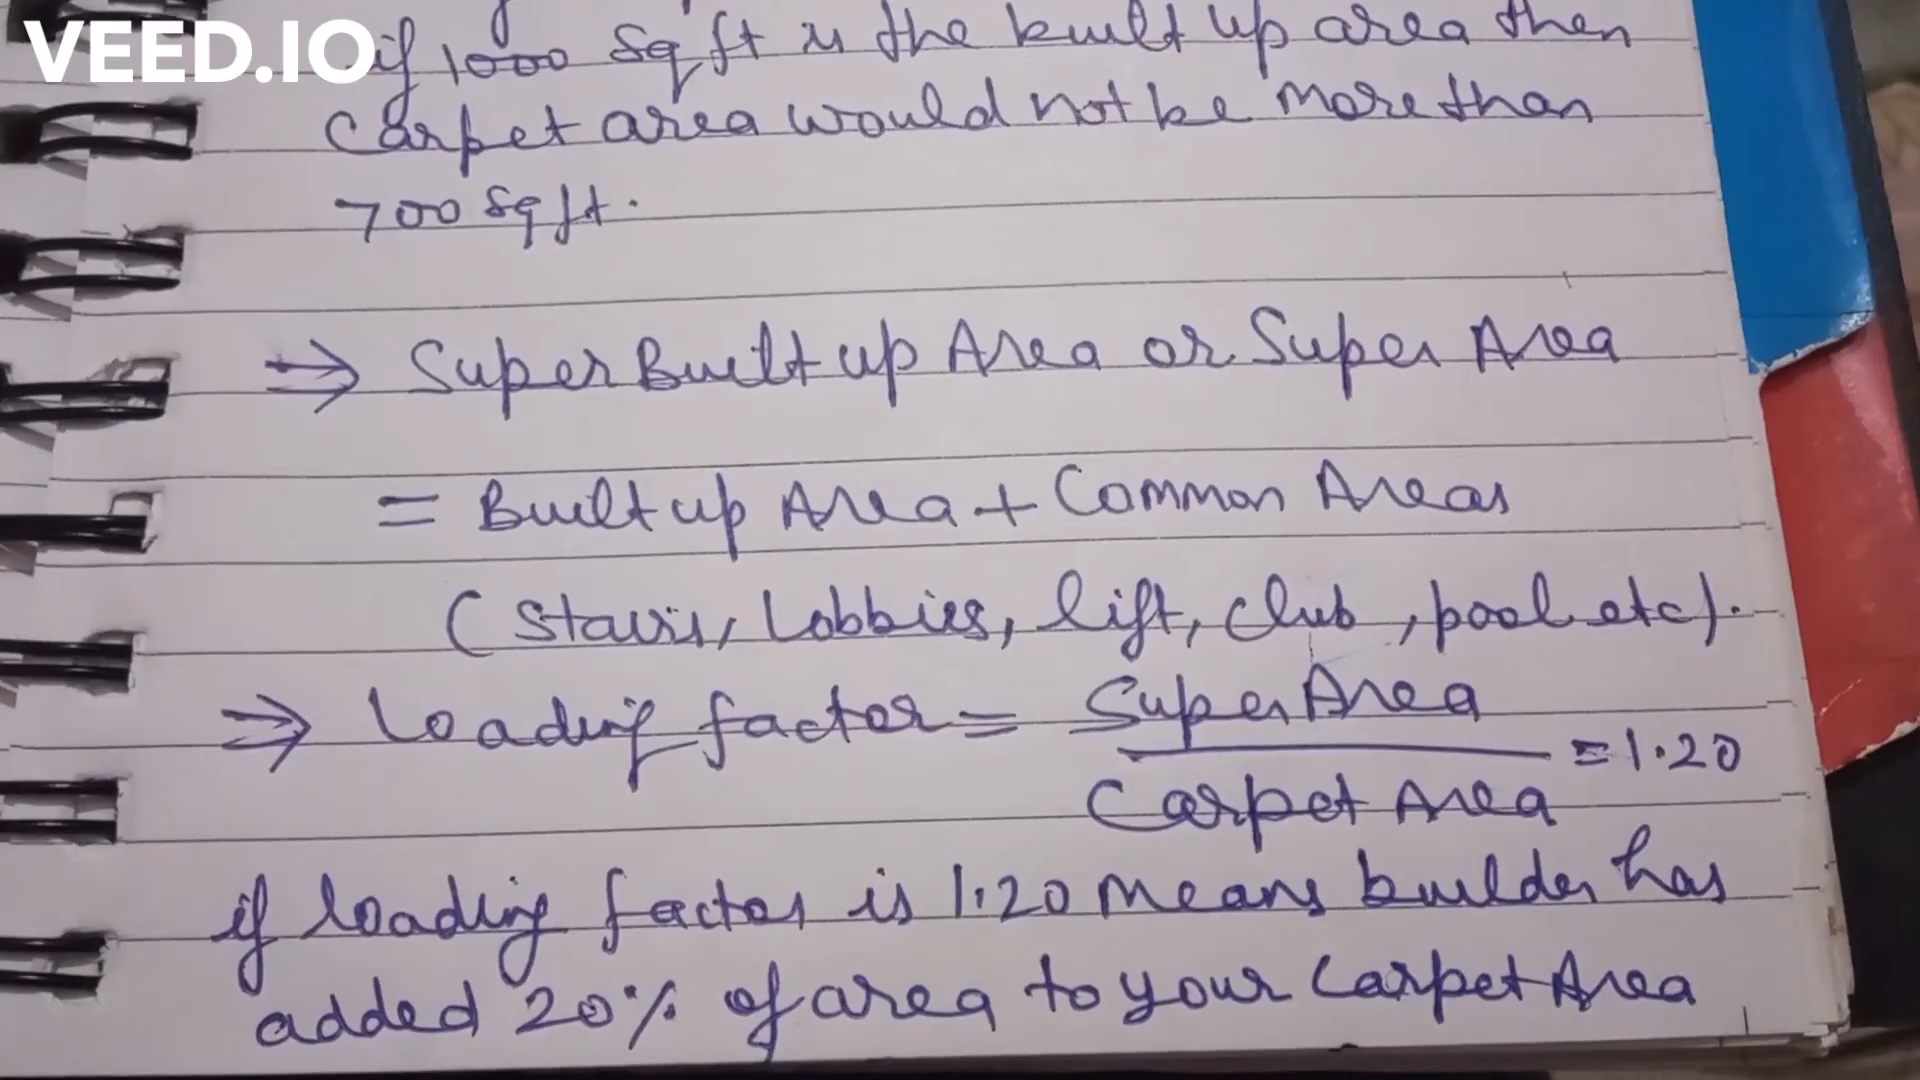 VEED.IO
if 1000 sq ft is the built up area then
Carpet area would not be more than
700 sq ft.
⇒ Super Built up Area or Super Area
= Built up Area + Common Areas
(Stairs, Lobbies, lift, club, pool etc).
⇒ Loading factor = Super Area
Carpet Area = 1.20
if loading factor is 1.20 means builder has
added 20% of area to your Carpet Area